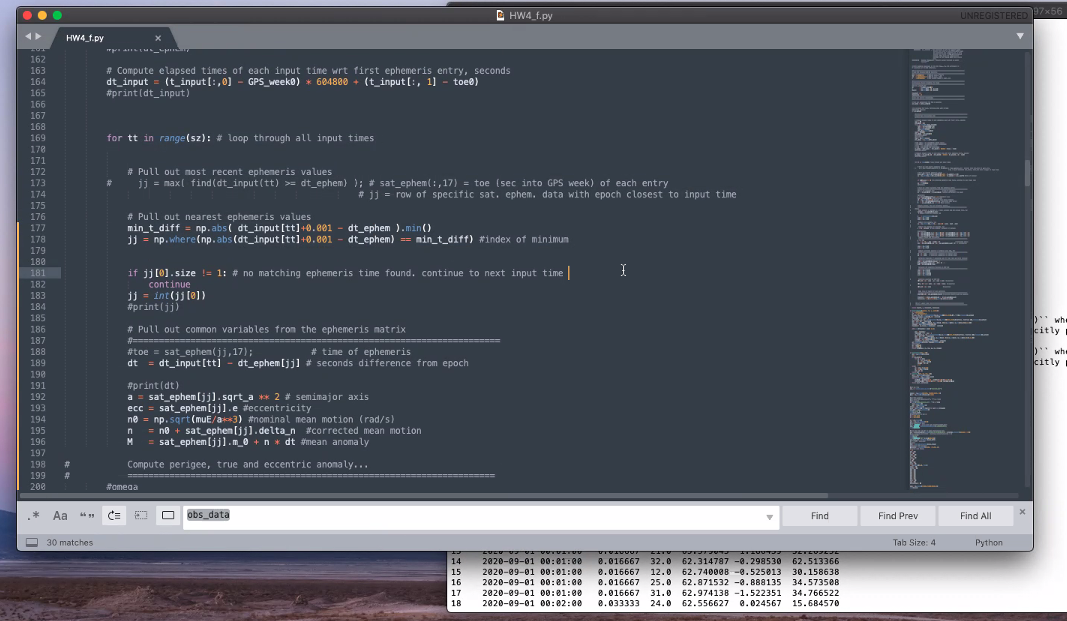 HW4_f.py
UNREGISTERED
97×56
HW4_f.py
#print(dt_ephem)
162
163 # Compute elapsed times of each input time wrt first ephemeris entry, seconds
164 dt_input = (t_input[:,0] - GPS_week0) * 604800 + (t_input[:, 1] - toe0)
165 #print(dt_input)
166
167
168
169 for tt in range(sz): # loop through all input times
170
171
172 # Pull out most recent ephemeris values
173 # jj = max( find(dt_input(tt) >= dt_ephem) ); # sat_ephem(:,17) = toe (sec into GPS week) of each entry
174 # jj = row of specific sat. ephem. data with epoch closest to input time
175
176 # Pull out nearest ephemeris values
177 min_t_diff = np.abs( dt_input[tt]+0.001 - dt_ephem ).min()
178 jj = np.where(np.abs(dt_input[tt]+0.001 - dt_ephem) == min_t_diff) #index of minimum
179
180
181 if jj[0].size != 1: # no matching ephemeris time found. continue to next input time
182 continue
183 jj = int(jj[0])
184 #print(jj)
185
186 # Pull out common variables from the ephemeris matrix
187 #======================================================================
188 #toe = sat_ephem(jj,17); # time of ephemeris
189 dt = dt_input[tt] - dt_ephem[jj] # seconds difference from epoch
190
191 #print(dt)
192 a = sat_ephem[jj].sqrt_a ** 2 # semimajor axis
193 ecc = sat_ephem[jj].e #eccentricity
194 n0 = np.sqrt(muE/a**3) #nominal mean motion (rad/s)
195 n = n0 + sat_ephem[jj].delta_n #corrected mean motion
196 M = sat_ephem[jj].m_0 + n * dt #mean anomaly
197
198 # Compute perigee, true and eccentric anomaly...
199 # ======================================================================
200 #omega
)`` whe
citly p
)`` whe
citly p
.* Aa “” obs_data Find Find Prev Find All
30 matches Tab Size: 4 Python
14 2020-09-01 00:01:00 0.016667 32.0 62.314787 -0.298530 62.513366
15 2020-09-01 00:01:00 0.016667 12.0 62.740008 -0.525013 30.158638
16 2020-09-01 00:01:00 0.016667 25.0 62.871532 -0.888135 34.573508
17 2020-09-01 00:01:00 0.016667 31.0 62.974138 -1.522351 34.766522
18 2020-09-01 00:02:00 0.033333 24.0 62.556627 0.024567 15.684570